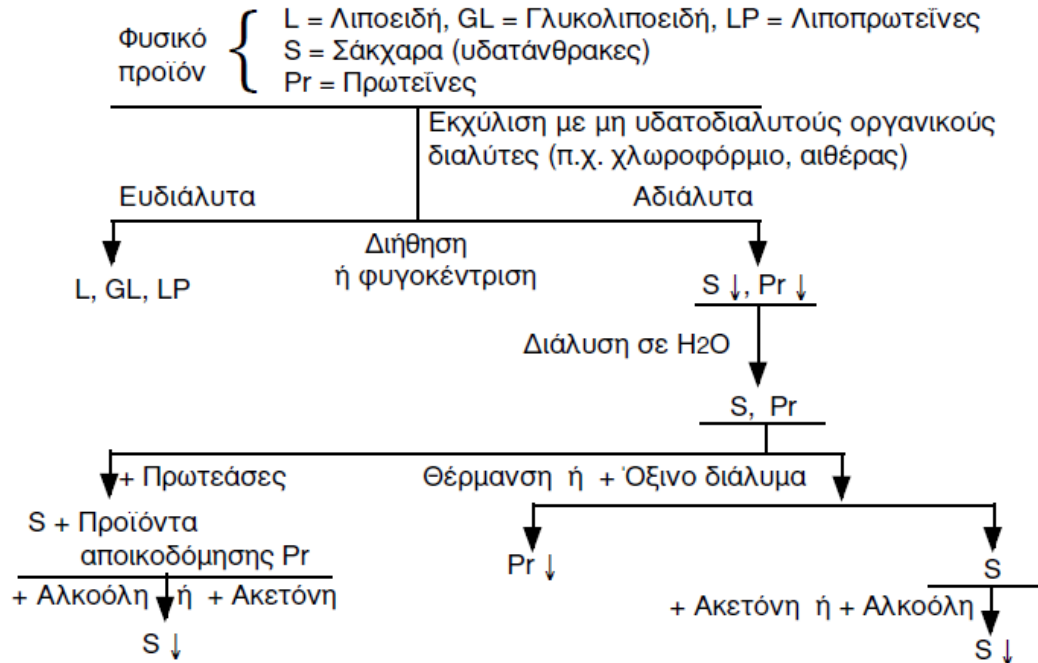 Φυσικό προϊόν
L = Λιποειδή, GL = Γλυκολιποειδή, LP = Λιποπρωτεΐνες
S = Σάκχαρα (υδατάνθρακες)
Pr = Πρωτεΐνες
Εκχύλιση με μη υδατοδιαλυτούς οργανικούς
διαλύτες (π.χ. χλωροφόρμιο, αιθέρας)
Ευδιάλυτα
Αδιάλυτα
Διήθηση
ή φυγοκέντριση
L, GL, LP
S ↓, Pr ↓
Διάλυση σε H2O
S, Pr
+ Πρωτεάσες
Θέρμανση ή + Όξινο διάλυμα
S + Προϊόντα
αποικοδόμησης Pr
Pr ↓
S
+ Αλκοόλη ή + Ακετόνη
+ Ακετόνη ή + Αλκοόλη
S ↓
S ↓